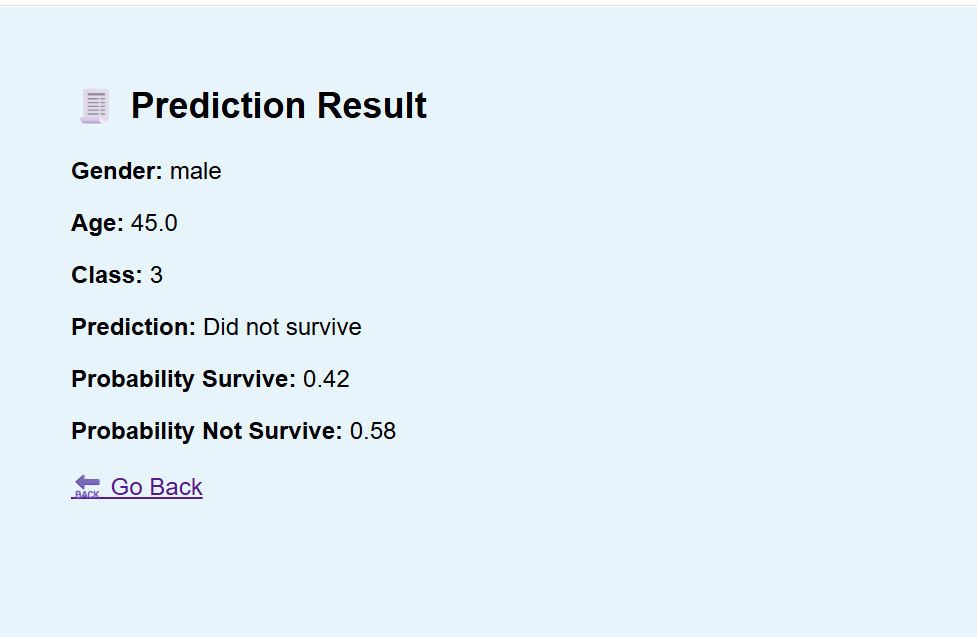 Prediction Result
Gender: male
Age: 45.0
Class: 3
Prediction: Did not survive
Probability Survive: 0.42
Probability Not Survive: 0.58
BACK Go Back